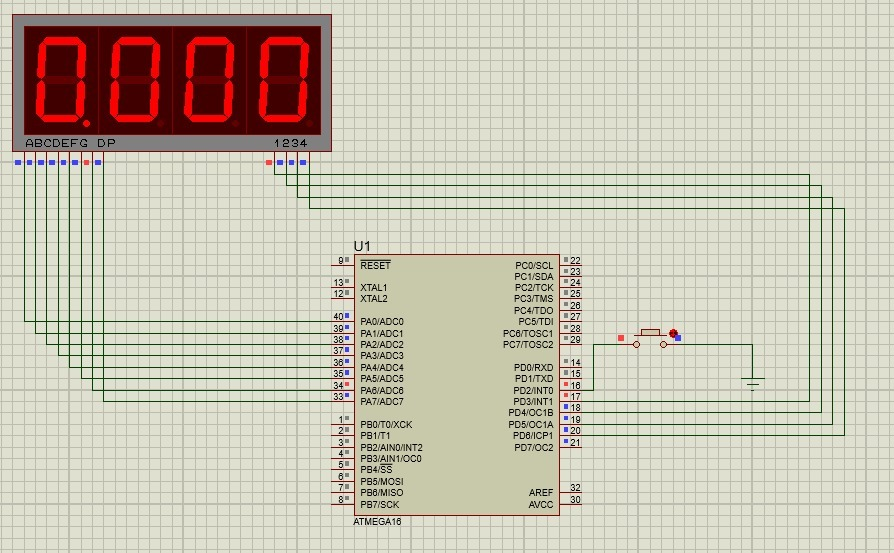 0.000
ABCDEFG DP
1234
U1
9 RESET
13 XTAL1
12 XTAL2
40 PA0/ADC0
39 PA1/ADC1
38 PA2/ADC2
37 PA3/ADC3
36 PA4/ADC4
35 PA5/ADC5
34 PA6/ADC6
33 PA7/ADC7
1 PB0/T0/XCK
2 PB1/T1
3 PB2/AIN0/INT2
4 PB3/AIN1/OC0
5 PB4/SS
6 PB5/MOSI
7 PB6/MISO
8 PB7/SCK
PC0/SCL 22
PC1/SDA 23
PC2/TCK 24
PC3/TMS 25
PC4/TDO 26
PC5/TDI 27
PC6/TOSC1 28
PC7/TOSC2 29
PD0/RXD 14
PD1/TXD 15
PD2/INT0 16
PD3/INT1 17
PD4/OC1B 18
PD5/OC1A 19
PD6/ICP1 20
PD7/OC2 21
AREF 32
AVCC 30
ATMEGA16